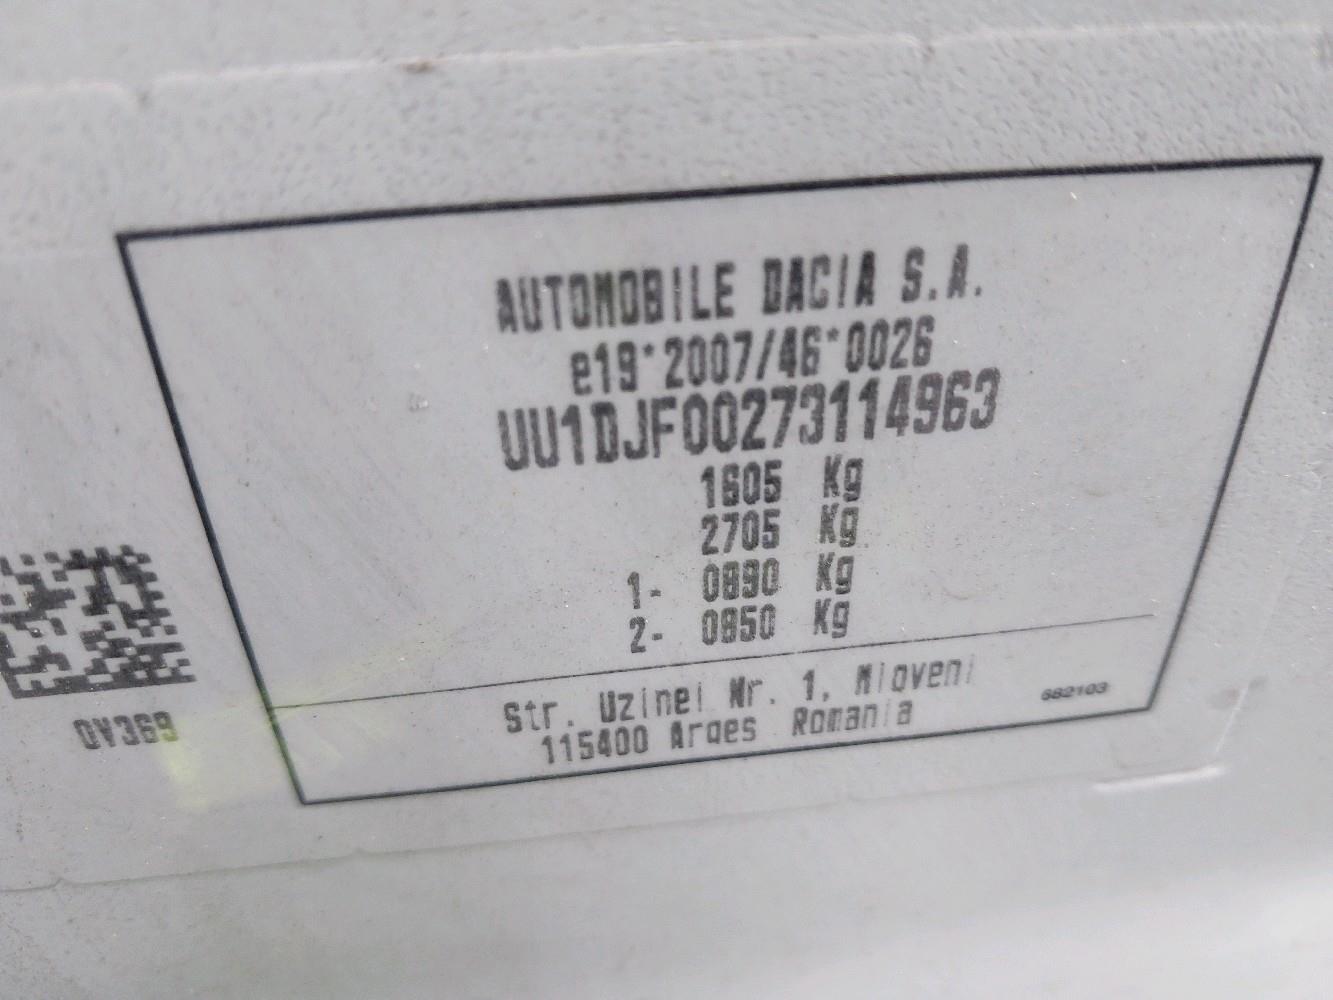 AUTOMOBILE DACIA S.A.
e19*2007/46*0026
UU1DJF00273114963
1605 Kg
2705 Kg
1- 0890 Kg
2- 0850 Kg
Str. Uzinei Nr. 1, Mioveni
115400 Arges Romania
682103
0V369